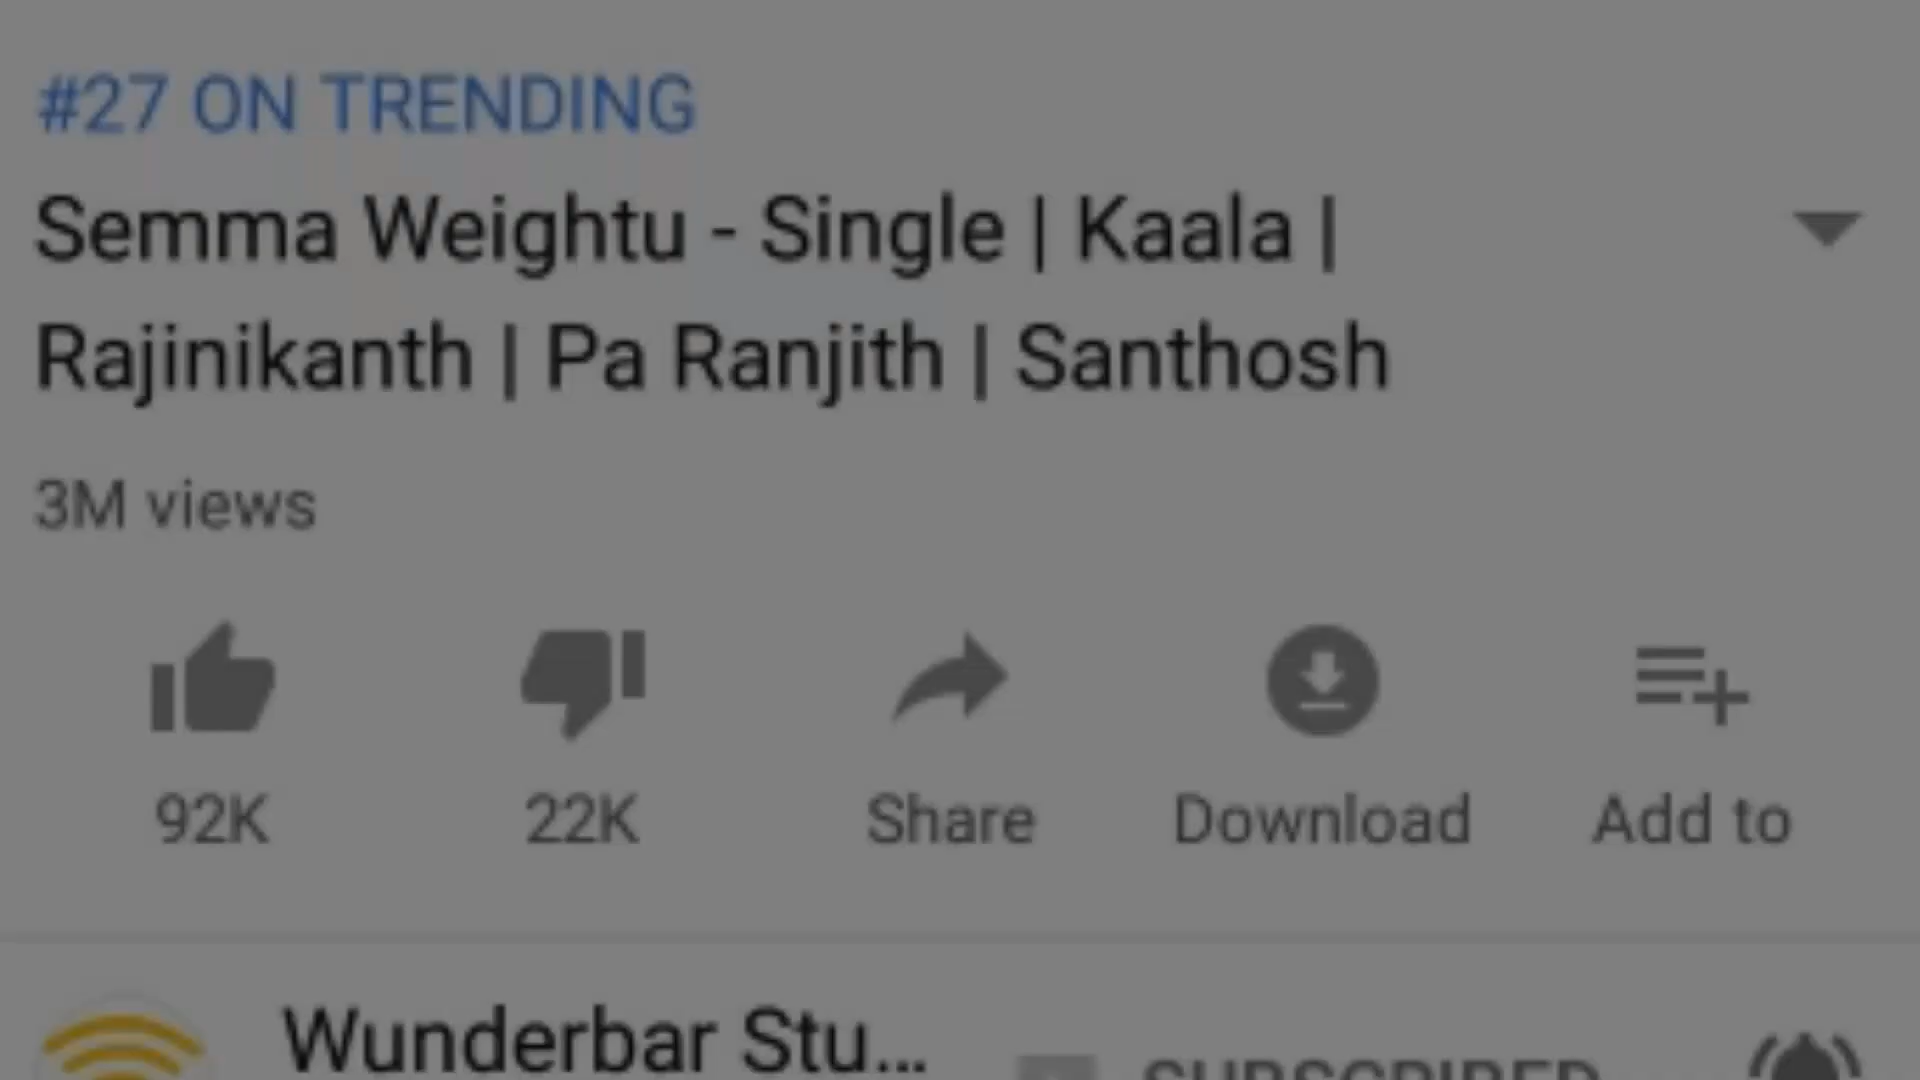 #27 ON TRENDING
Semma Weightu - Single | Kaala |
Rajinikanth | Pa Ranjith | Santhosh
3M views
92K 22K Share Download Add to
Wunderbar Stu... SUBSCRIBED